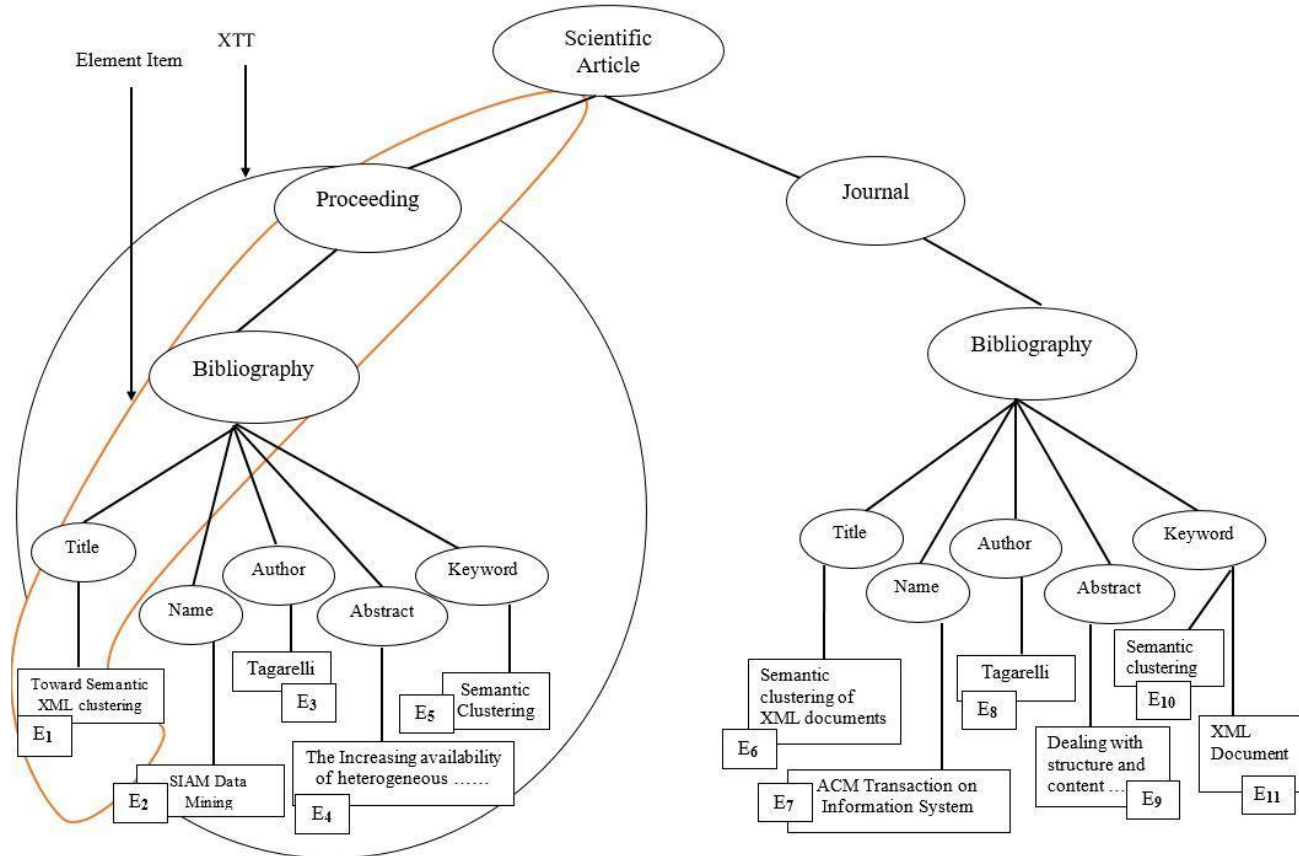 Scientific
Article
XTT
Element Item
Proceeding
Journal
Bibliography
Bibliography
Title
Name
Author
Abstract
Keyword
Toward Semantic
XML clustering
E1
SIAM Data
Mining
E2
Tagarelli
E3
The Increasing availability
of heterogeneous ……
E4
Semantic
Clustering
E5
Title
Name
Author
Abstract
Keyword
Semantic
clustering of
XML documents
E6
ACM Transaction on
Information System
E7
Tagarelli
E8
Dealing with
structure and
content …
E9
Semantic
clustering
E10
XML
Document
E11